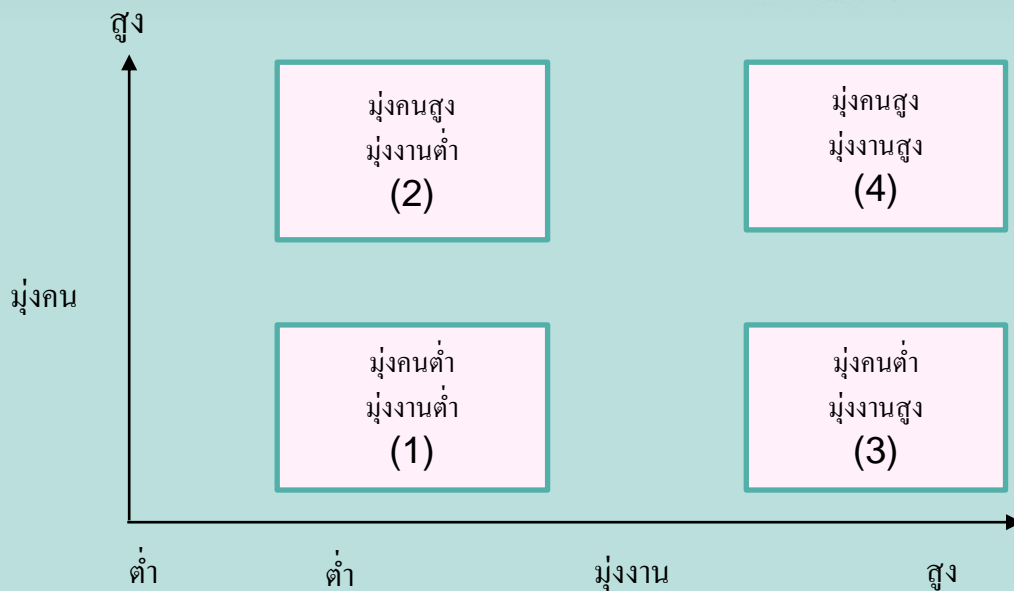 สูง
มุ่งคนสูง
มุ่งงานต่ำ
(2)
มุ่งคนสูง
มุ่งงานสูง
(4)
มุ่งคน
มุ่งคนต่ำ
มุ่งงานต่ำ
(1)
มุ่งคนต่ำ
มุ่งงานสูง
(3)
ต่ำ
ต่ำ
มุ่งงาน
สูง